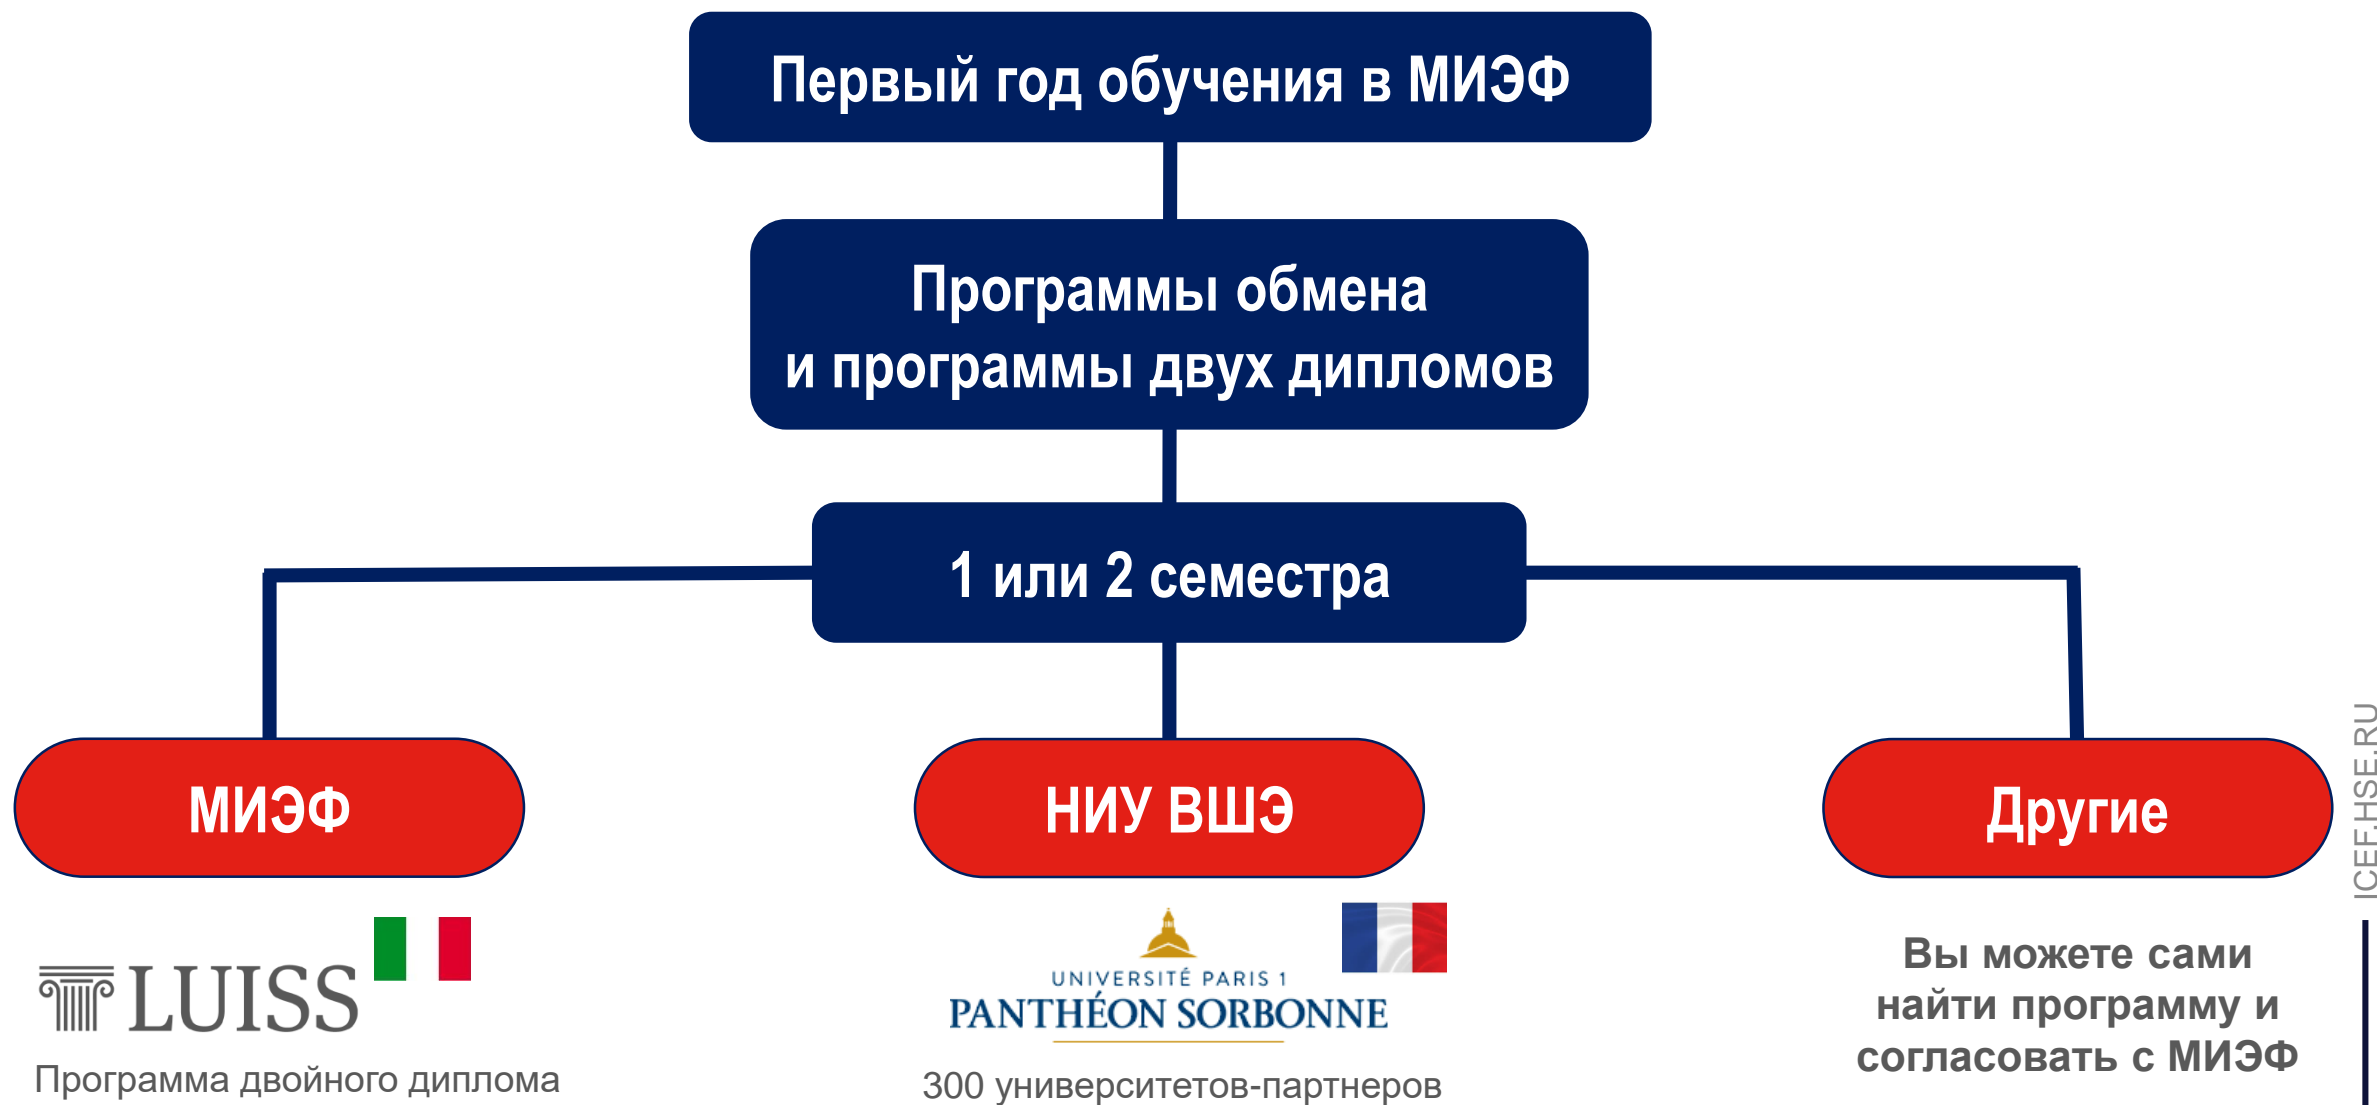 Первый год обучения в МИЭФ
Программы обмена
и программы двух дипломов
1 или 2 семестра
МИЭФ
НИУ ВШЭ
Другие
LUISS
Программа двойного диплома
UNIVERSITÉ PARIS 1
PANTHÉON SORBONNE
300 университетов-партнеров
Вы можете сами
найти программу и
согласовать с МИЭФ
ICEF.HSE.RU